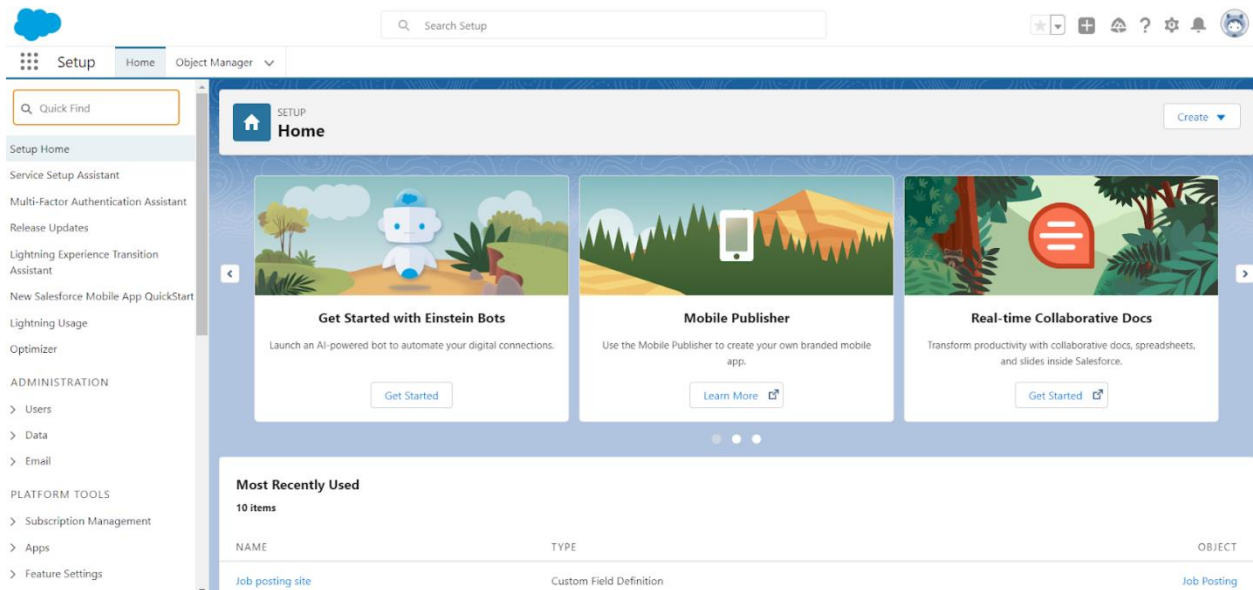 Search Setup
Setup
Home
Object Manager
Quick Find
Setup Home
Service Setup Assistant
Multi-Factor Authentication Assistant
Release Updates
Lightning Experience Transition
Assistant
New Salesforce Mobile App QuickStart
Lightning Usage
Optimizer
ADMINISTRATION
Users
Data
Email
PLATFORM TOOLS
Subscription Management
Apps
Feature Settings
SETUP
Home
Create
Get Started with Einstein Bots
Launch an AI-powered bot to automate your digital connections.
Get Started
Mobile Publisher
Use the Mobile Publisher to create your own branded mobile
app.
Learn More
Real-time Collaborative Docs
Transform productivity with collaborative docs, spreadsheets,
and slides inside Salesforce.
Get Started
Most Recently Used
10 items
NAME TYPE OBJECT
Job posting site Custom Field Definition Job Posting